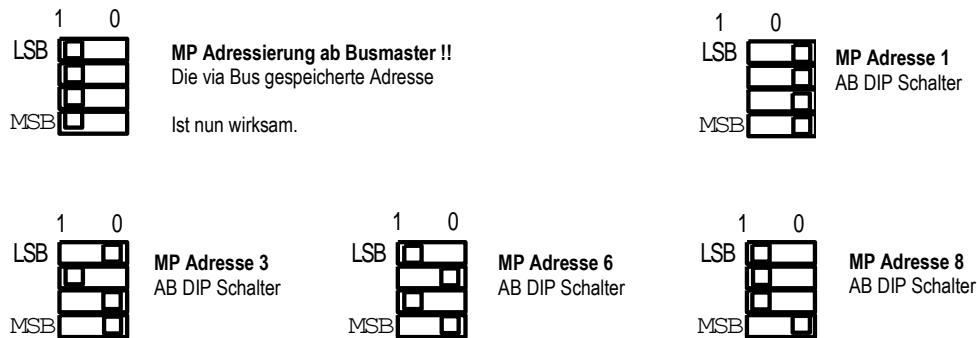 1 0
LSB
MSB
MP Adressierung ab Busmaster !!
Die via Bus gespeicherte Adresse
Ist nun wirksam.
1 0
LSB
MSB
MP Adresse 1
AB DIP Schalter
1 0
LSB
MSB
MP Adresse 3
AB DIP Schalter
1 0
LSB
MSB
MP Adresse 6
AB DIP Schalter
1 0
LSB
MSB
MP Adresse 8
AB DIP Schalter